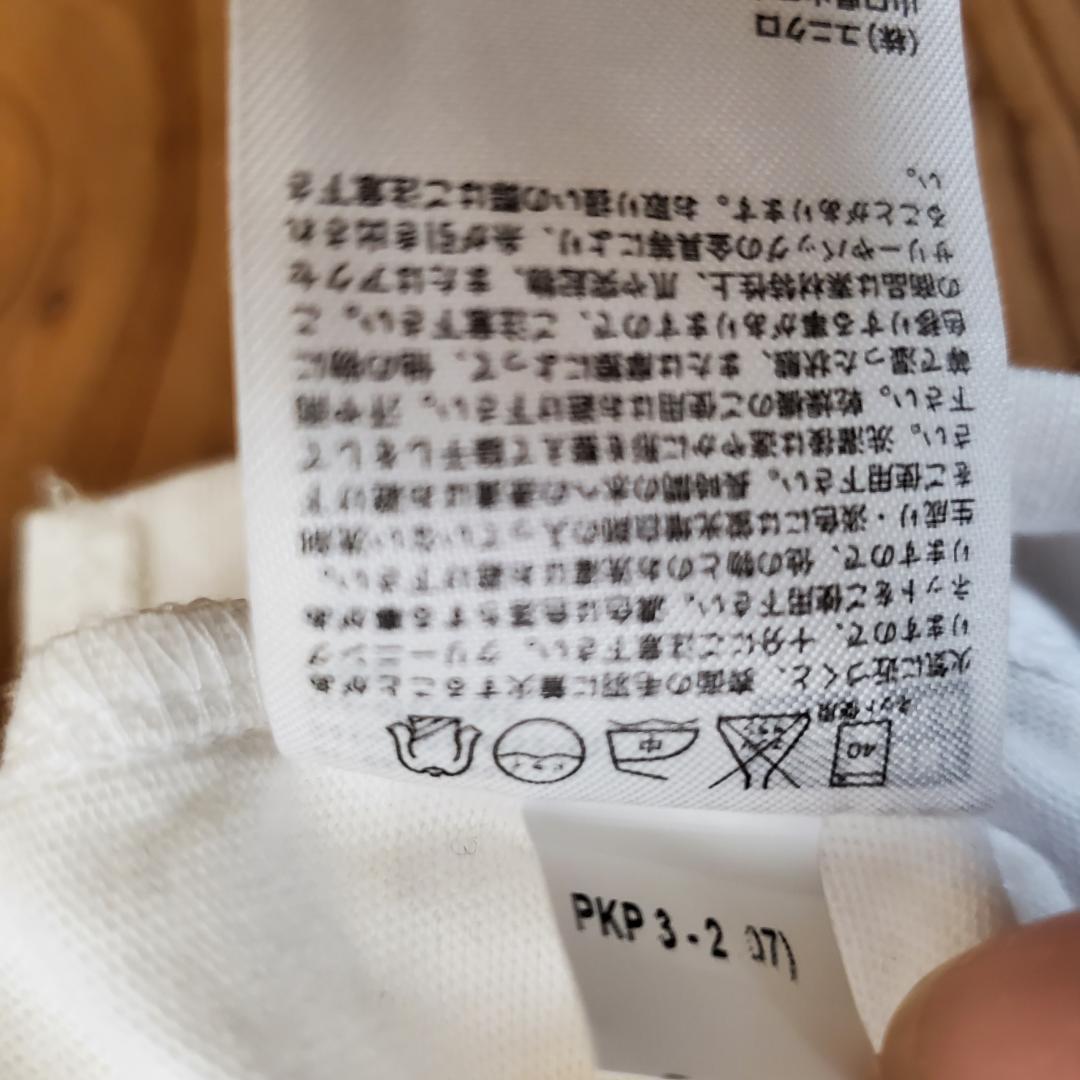 40
ネット使用
中
ドライ
火気に近づくと、表面の毛羽に着火することがあ
りますので、十分にご注意下さい。クリーニング
ネットをご使用下さい。濃色は色落ちする事があ
りますので、他の物とのお洗濯はお避け下さい。
生成り・淡色には蛍光増白剤の入っていない洗剤
をご使用下さい。長時間の水への浸漬はお避け下
さい。洗濯後は速やかに形を整えて陰干しをして
下さい。乾燥機のご使用はお避け下さい。汗や雨
等で湿った状態、または摩擦によって、他の物に
色移りする事がありますので、ご注意下さい。こ
の商品は素材特性上、爪や突起物、またはアクセ
サリーやバッグの金具等により、糸が引き出され
ることがあります。お取り扱いの際はご注意下さ
い。
(株)ユニクロ
PKP 3-2 07)